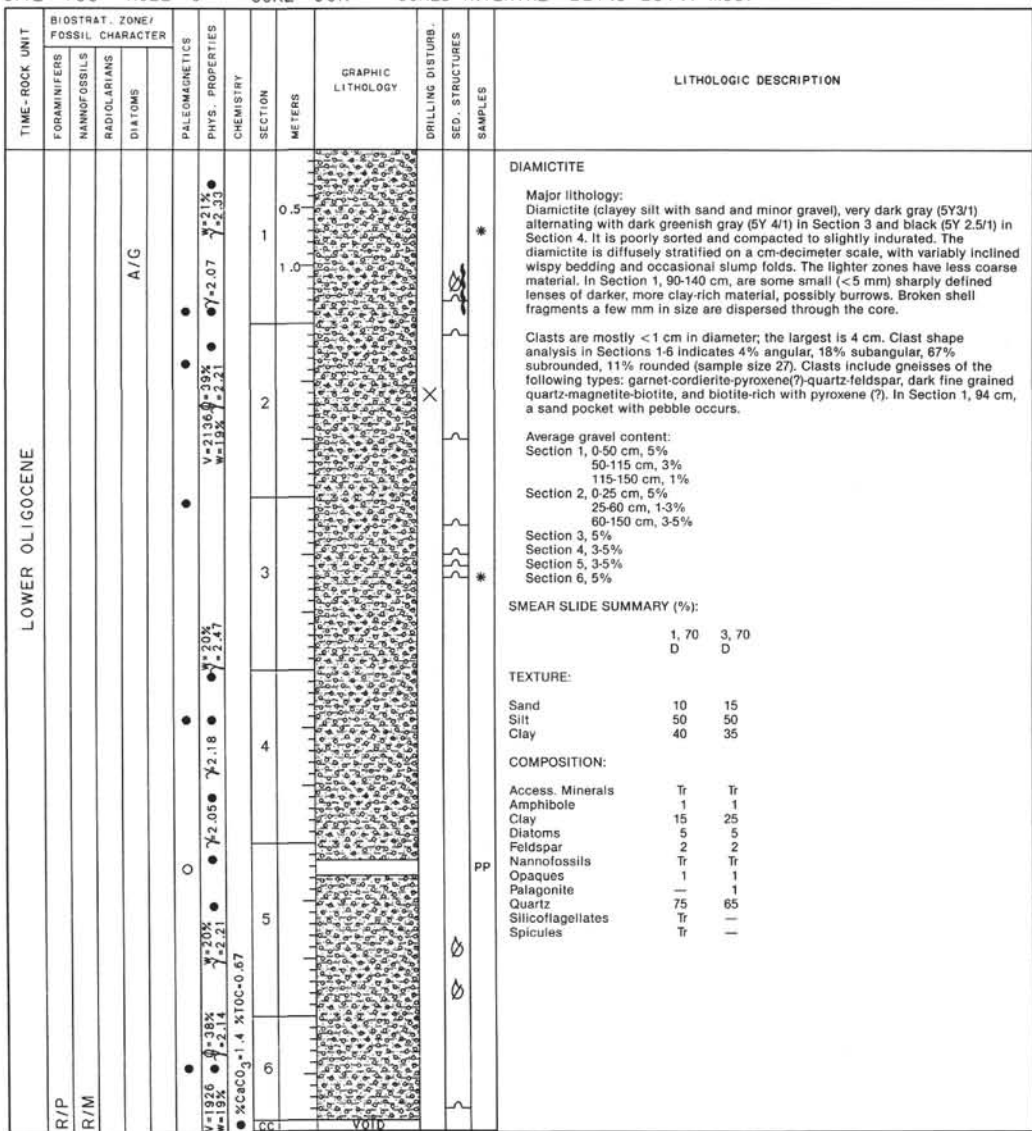 TIME-ROCK UNIT
BIOSTRAT. ZONE/
FOSSIL CHARACTER
FORAMINIFERS
NANNOFOSSILS
RADIOLARIANS
DIATOMS
PALEOMAGNETICS
PHYS. PROPERTIES
CHEMISTRY
SECTION
METERS
GRAPHIC
LITHOLOGY
DRILLING DISTURB.
SED. STRUCTURES
SAMPLES
LITHOLOGIC DESCRIPTION
LOWER OLIGOCENE
R/P
R/M
A/G
W=21%
γ=2.33
γ=2.07
V=2136 Φ=39%
W=19% γ=2.21
W=20%
γ=2.47
γ=2.18
γ=2.05
W=20%
γ=2.21
V=1926 Φ=38%
W=19% γ=2.14
● %CaCO3=1.4 %TOC=0.67
1
2
3
4
5
6
CC
0.5
1.0
VOID
X
*
*
PP
DIAMICTITE
Major lithology:
Diamictite (clayey silt with sand and minor gravel), very dark gray (5Y3/1)
alternating with dark greenish gray (5Y 4/1) in Section 3 and black (5Y 2.5/1) in
Section 4. It is poorly sorted and compacted to slightly indurated. The
diamictite is diffusely stratified on a cm-decimeter scale, with variably inclined
wispy bedding and occasional slump folds. The lighter zones have less coarse
material. In Section 1, 90-140 cm, are some small (<5 mm) sharply defined
lenses of darker, more clay-rich material, possibly burrows. Broken shell
fragments a few mm in size are dispersed through the core.
Clasts are mostly <1 cm in diameter; the largest is 4 cm. Clast shape
analysis in Sections 1-6 indicates 4% angular, 18% subangular, 67%
subrounded, 11% rounded (sample size 27). Clasts include gneisses of the
following types: garnet-cordierite-pyroxene(?)-quartz-feldspar, dark fine grained
quartz-magnetite-biotite, and biotite-rich with pyroxene (?). In Section 1, 94 cm,
a sand pocket with pebble occurs.
Average gravel content:
Section 1, 0-50 cm, 5%
50-115 cm, 3%
115-150 cm, 1%
Section 2, 0-25 cm, 5%
25-60 cm, 1-3%
60-150 cm, 3-5%
Section 3, 5%
Section 4, 3-5%
Section 5, 3-5%
Section 6, 5%
SMEAR SLIDE SUMMARY (%):
1, 70 3, 70
D D
TEXTURE:
Sand 10 15
Silt 50 50
Clay 40 35
COMPOSITION:
Access. Minerals Tr Tr
Amphibole 1 1
Clay 15 25
Diatoms 5 5
Feldspar 2 2
Nannofossils Tr Tr
Opaques 1 1
Palagonite — 1
Quartz 75 65
Silicoflagellates Tr —
Spicules Tr —